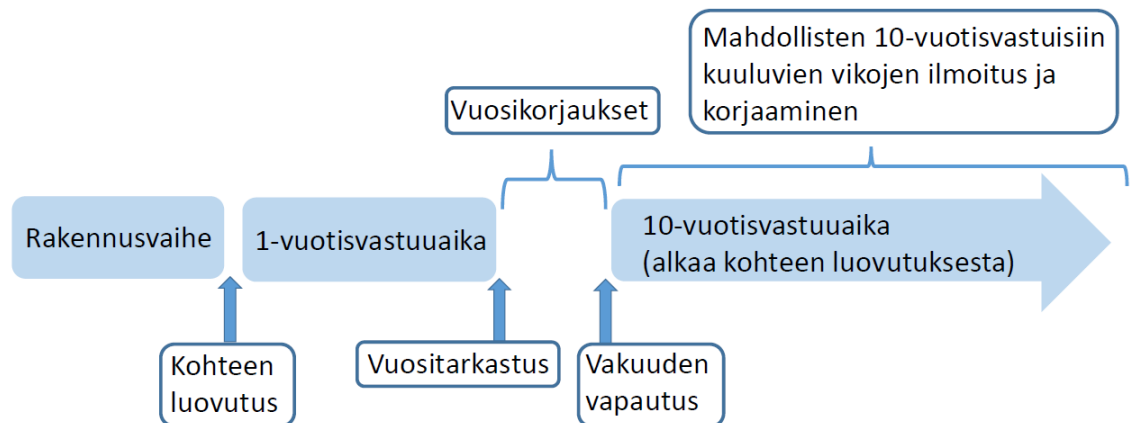 Mahdollisten 10-vuotisvastuisiin
kuuluvien vikojen ilmoitus ja
korjaaminen
Vuosikorjaukset
Rakennusvaihe
1-vuotisvastuuaika
10-vuotisvastuuaika
(alkaa kohteen luovutuksesta)
Kohteen
luovutus
Vuositarkastus
Vakuuden
vapautus